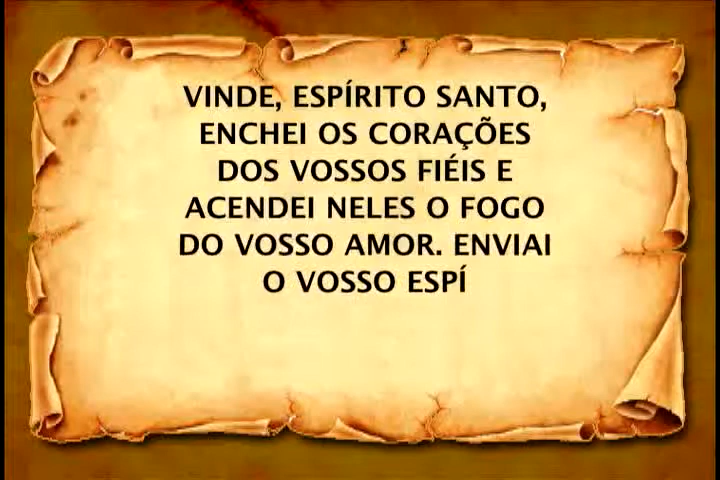 VINDE, ESPÍRITO SANTO,
ENCHEI OS CORAÇÕES
DOS VOSSOS FIÉIS E
ACENDEI NELES O FOGO
DO VOSSO AMOR. ENVIAI
O VOSSO ESPÍ